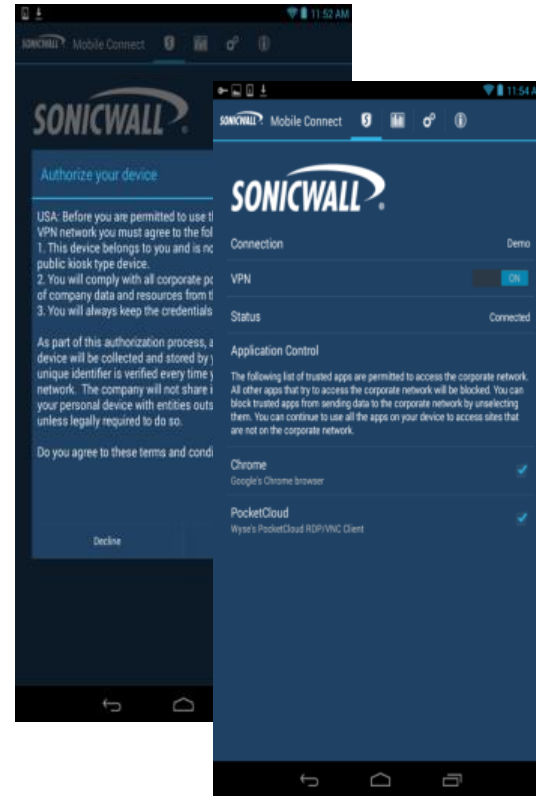 11:52 AM
SONICWALL Mobile Connect
SONICWALL
Authorize your device
USA: Before you are permitted to use
VPN network you must agree to the fol
1. This device belongs to you and is no
public kiosk type device.
2. You will comply with all corporate po
of company data and resources from t
3. You will always keep the credentials
As part of this authorization process, a
device will be collected and stored by
unique identifier is verified every time
network. The company will not share i
your personal device with entities outs
unless legally required to do so.
Do you agree to these terms and condi
Decline
11:54 A
SONICWALL Mobile Connect
SONICWALL
Connection Demo
VPN ON
Status Connected
Application Control
The following list of trusted apps are permitted to access the corporate network.
All other apps that try to access the corporate network will be blocked. You can
block trusted apps from sending data to the corporate network by unselecting
them. You can continue to use all the apps on your device to access sites that
are not on the corporate network.
Chrome
Google's Chrome browser
PocketCloud
Wyse's PocketCloud RDP/VNC Client